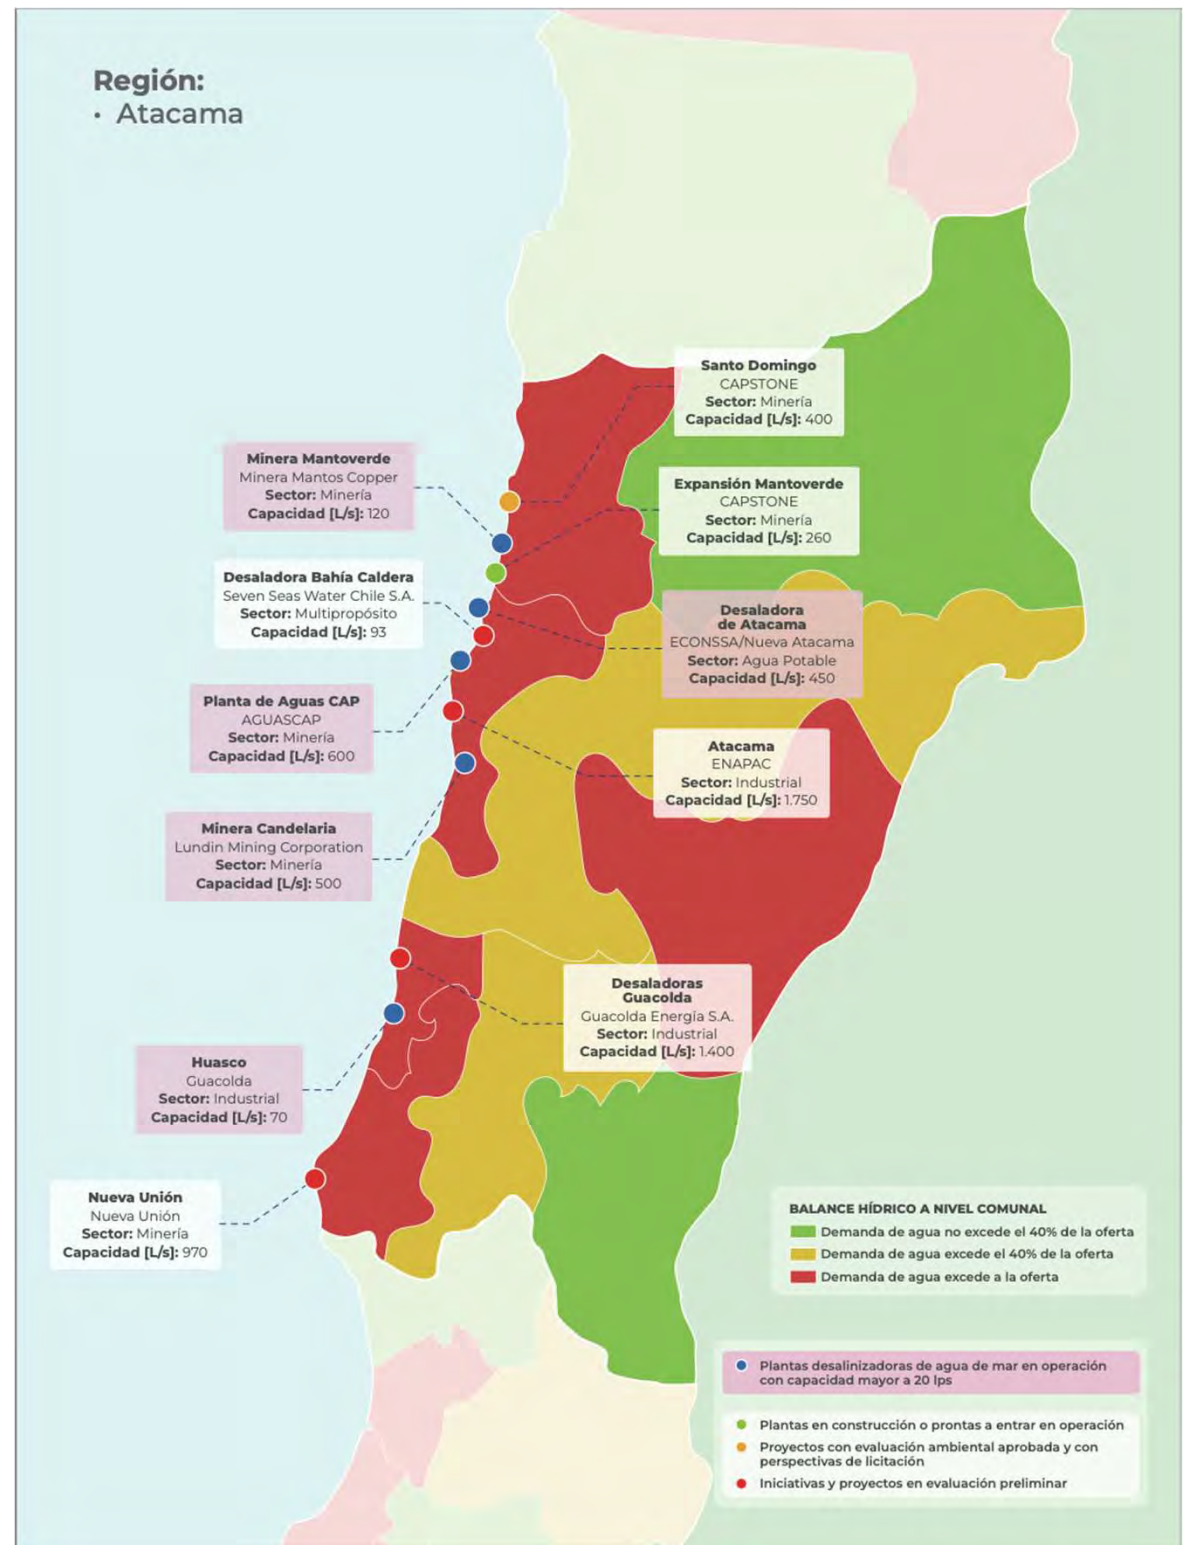 Región:
• Atacama
Santo Domingo
CAPSTONE
Sector: Minería
Capacidad [L/s]: 400
Minera Mantoverde
Minera Mantos Copper
Sector: Minería
Capacidad [L/s]: 120
Expansión Mantoverde
CAPSTONE
Sector: Minería
Capacidad [L/s]: 260
Desaladora Bahía Caldera
Seven Seas Water Chile S.A.
Sector: Multipropósito
Capacidad [L/s]: 93
Desaladora
de Atacama
ECONSSA/Nueva Atacama
Sector: Agua Potable
Capacidad [L/s]: 450
Planta de Aguas CAP
AGUASCAP
Sector: Minería
Capacidad [L/s]: 600
Atacama
ENAPAC
Sector: Industrial
Capacidad [L/s]: 1.750
Minera Candelaria
Lundin Mining Corporation
Sector: Minería
Capacidad [L/s]: 500
Desaladoras
Guacolda
Guacolda Energía S.A.
Sector: Industrial
Capacidad [L/s]: 1.400
Huasco
Guacolda
Sector: Industrial
Capacidad [L/s]: 70
Nueva Unión
Nueva Unión
Sector: Minería
Capacidad [L/s]: 970
BALANCE HÍDRICO A NIVEL COMUNAL
Demanda de agua no excede el 40% de la oferta
Demanda de agua excede el 40% de la oferta
Demanda de agua excede a la oferta
Plantas desalinizadoras de agua de mar en operación
con capacidad mayor a 20 lps
Plantas en construcción o prontas a entrar en operación
Proyectos con evaluación ambiental aprobada y con
perspectivas de licitación
Iniciativas y proyectos en evaluación preliminar